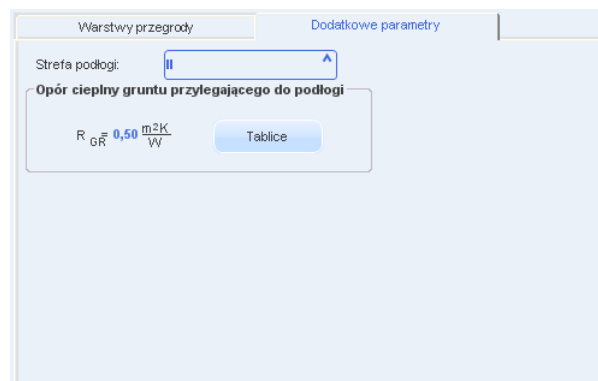 Warstwy przegrody Dodatkowe parametry
Strefa podłogi: II
Opór cieplny gruntu przylegającego do podłogi
R GR = 0,50 m2K/W Tablice